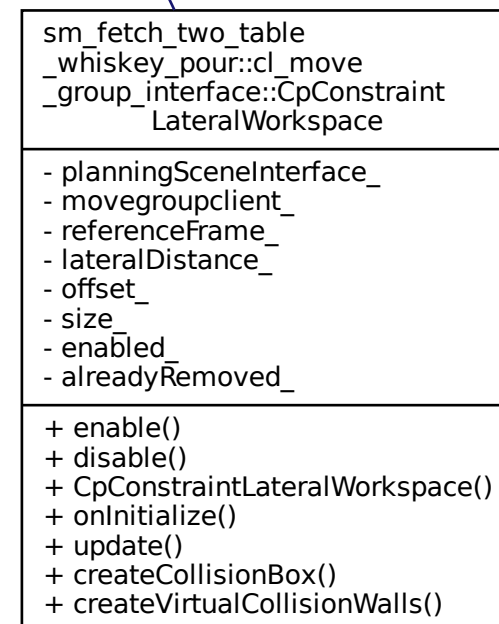 sm_fetch_two_table
_whiskey_pour::cl_move
_group_interface::CpConstraint
LateralWorkspace
- planningSceneInterface_
- movegroupclient_
- referenceFrame_
- lateralDistance_
- offset_
- size_
- enabled_
- alreadyRemoved_
+ enable()
+ disable()
+ CpConstraintLateralWorkspace()
+ onInitialize()
+ update()
+ createCollisionBox()
+ createVirtualCollisionWalls()